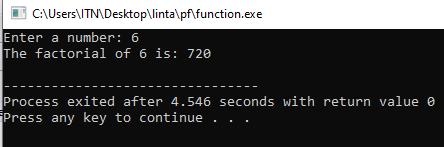 C:\Users\ITN\Desktop\linta\pf\function.exe
Enter a number: 6
The factorial of 6 is: 720
--------------------------------
Process exited after 4.546 seconds with return value 0
Press any key to continue . . .